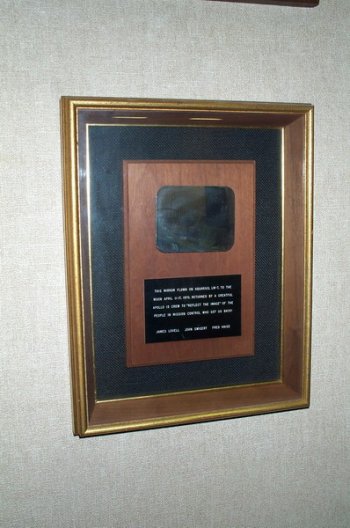 THIS MIRROR FLOWN ON AQUARIUS, LM-7, TO THE
MOON APRIL 11-17, 1970, RETURNED BY A GRATEFUL
APOLLO 13 CREW TO "REFLECT THE IMAGE" OF THE
PEOPLE IN MISSION CONTROL WHO GOT US BACK!
JAMES LOVELL JOHN SWIGERT FRED HAISE